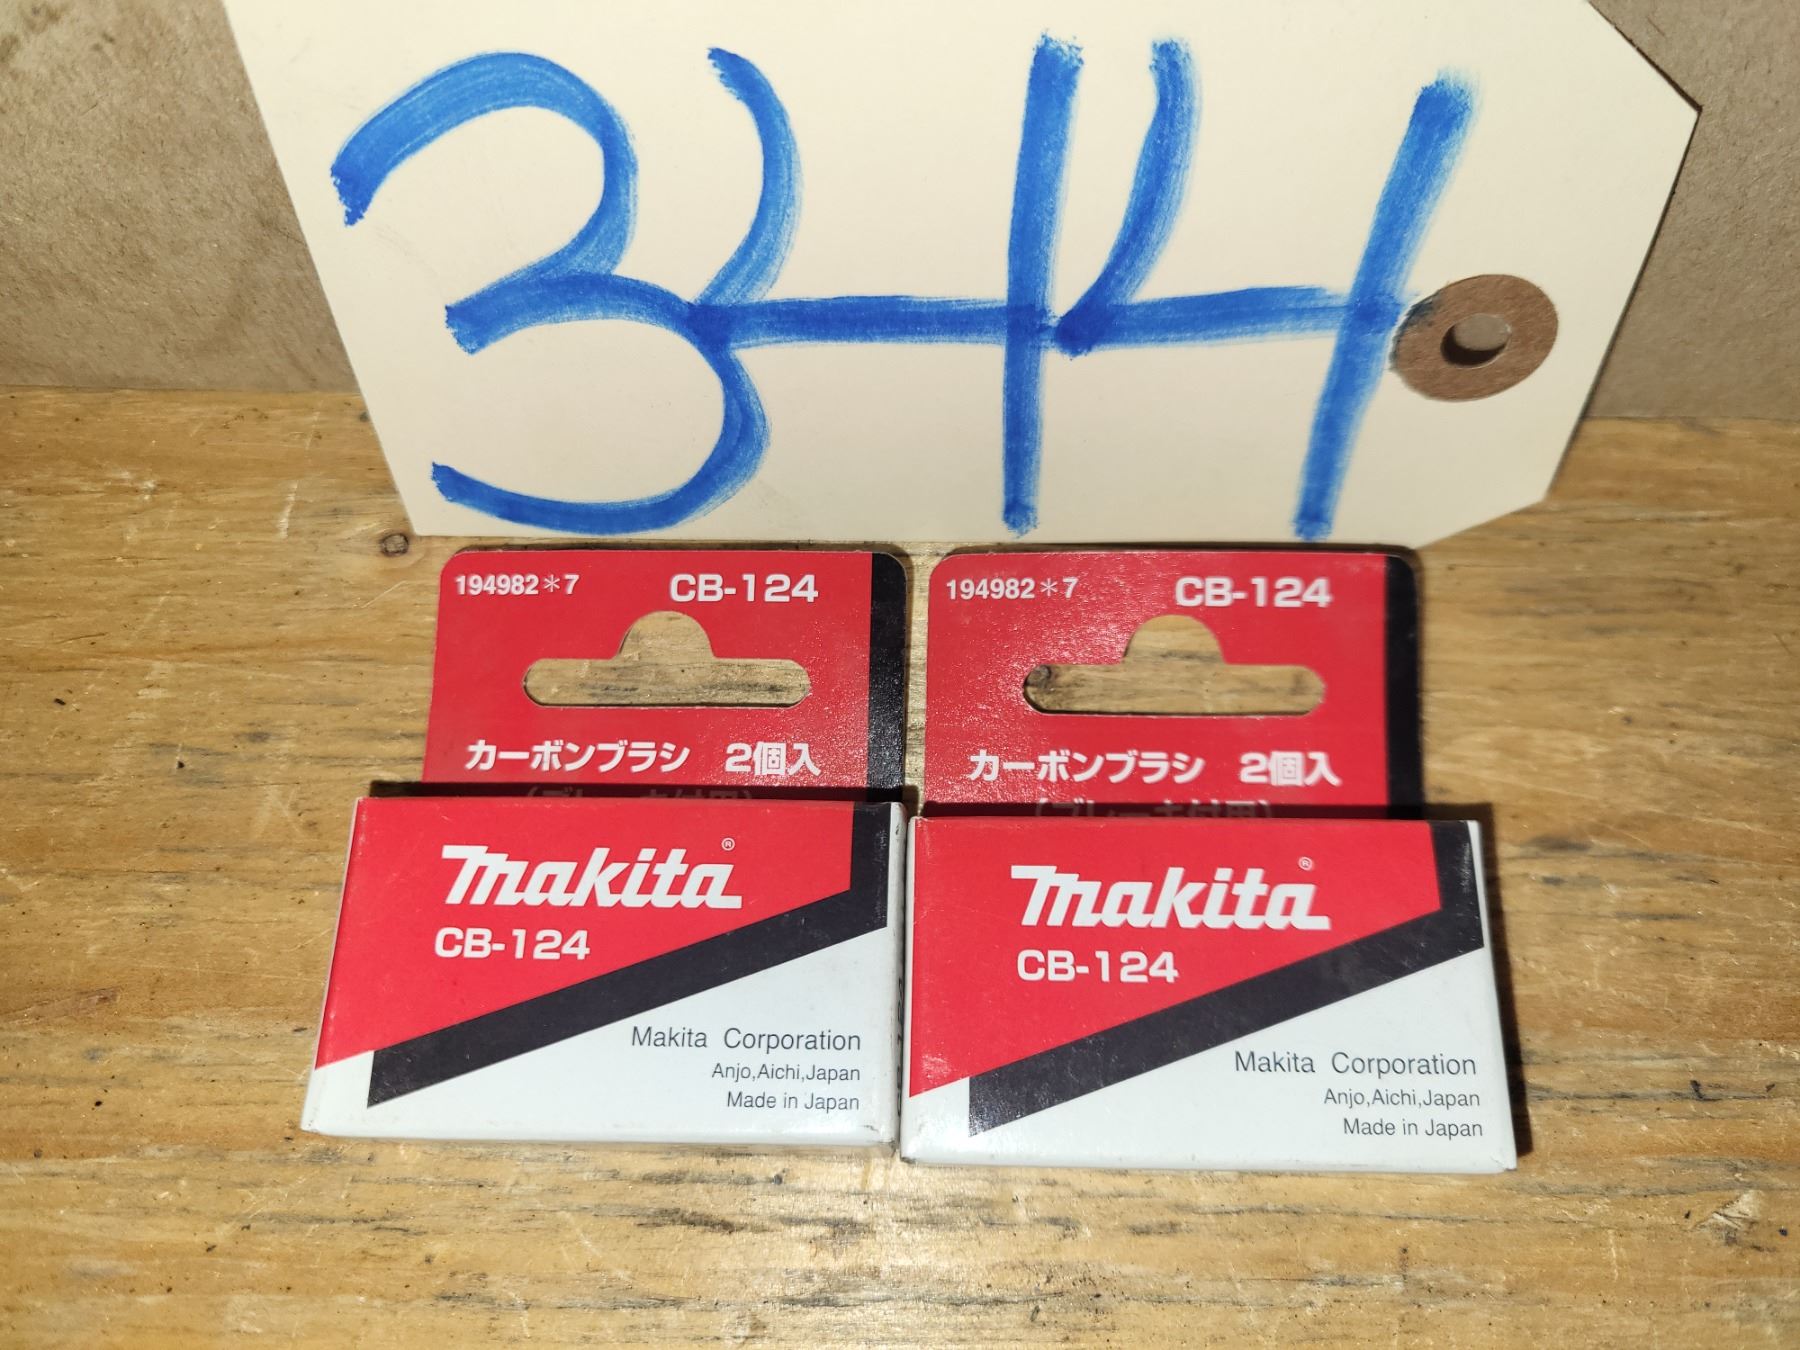 344
194982＊7 CB-124
カーボンブラシ 2個入
makita®
CB-124
Makita Corporation
Anjo,Aichi,Japan
Made in Japan
194982＊7 CB-124
カーボンブラシ 2個入
makita®
CB-124
Makita Corporation
Anjo,Aichi,Japan
Made in Japan